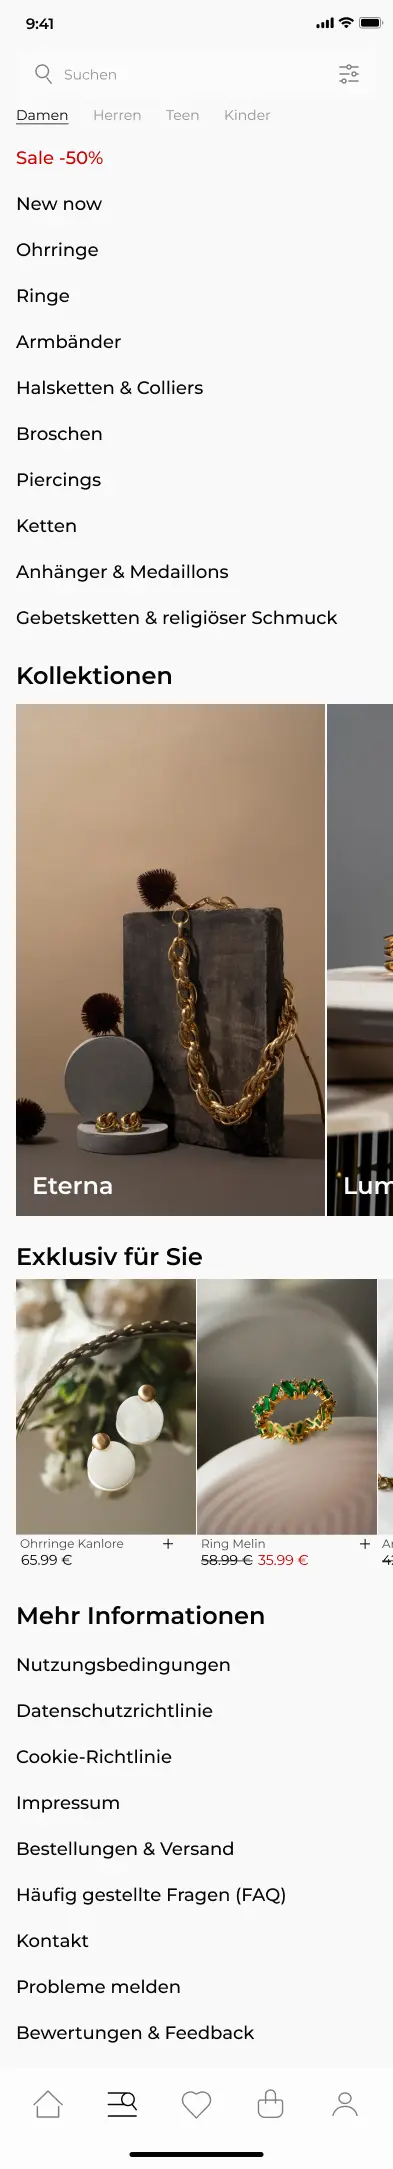 9:41
Suchen
Damen Herren Teen Kinder
Sale -50%
New now
Ohrringe
Ringe
Armbänder
Halsketten & Colliers
Broschen
Piercings
Ketten
Anhänger & Medaillons
Gebetsketten & religiöser Schmuck
Kollektionen
Eterna
Exklusiv für Sie
Ohrringe Kanlore +
65.99 €
Ring Melin +
58.99 € 35.99 €
Mehr Informationen
Nutzungsbedingungen
Datenschutzrichtlinie
Cookie-Richtlinie
Impressum
Bestellungen & Versand
Häufig gestellte Fragen (FAQ)
Kontakt
Probleme melden
Bewertungen & Feedback